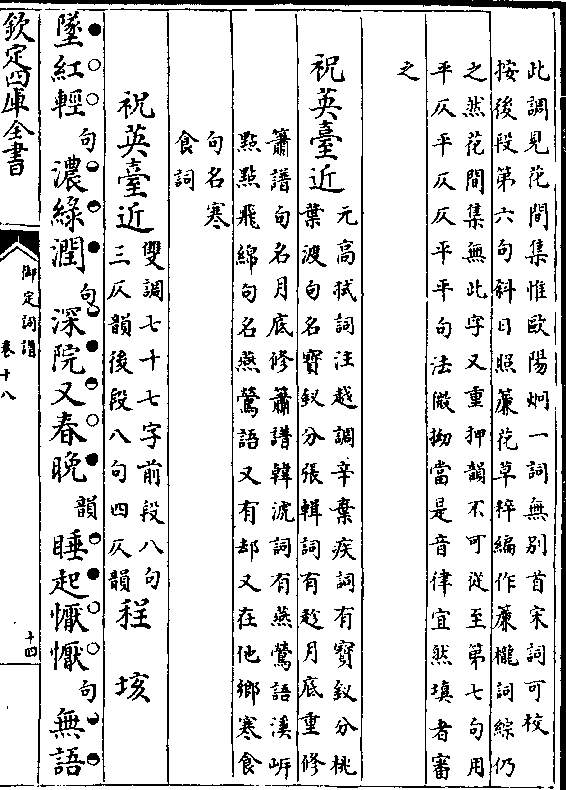 此調見花間集惟歐陽炯一詞無別首宋詞可校
按後段第六句斜日照簾花草粹編作簾櫳詞綜仍
之然花間集無此字又重押韻不可從至第七句用
平仄平仄仄平平句法微拗當是音律宜然填者審
之
祝英臺近
元高拭詞注越調辛棄疾詞有寶釵分桃
葉渡句名寶釵分張輯詞有趁月底重修
簫譜句名月底修簫譜韓淲詞有燕鶯語溪岸
點點飛綿句名燕鶯語又有却又在他鄉寒食
句名寒
食詞
祝英臺近
雙調七十七字前段八句
三仄韻後段八句四仄韻
程垓
墜紅輕句濃綠潤句深院又春晚韻睡起懨懨句無語
欽定四庫全書
御定詞譜
卷十八
十四